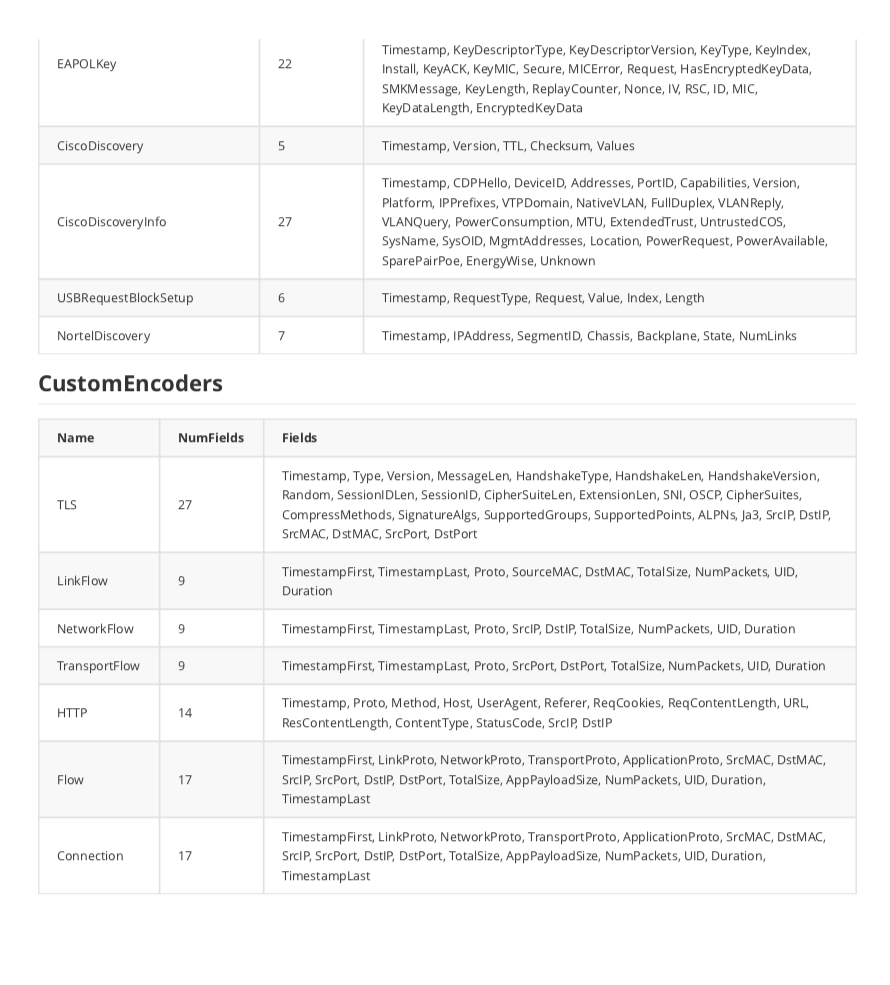 EAPOLKey
22
Timestamp, KeyDescriptorType, KeyDescriptorVersion, KeyType, KeyIndex,
Install, KeyACK, KeyMIC, Secure, MICError, Request, HasEncryptedKeyData,
SMKMessage, KeyLength, ReplayCounter, Nonce, IV, RSC, ID, MIC,
KeyDataLength, EncryptedKeyData
CiscoDiscovery
5
Timestamp, Version, TTL, Checksum, Values
CiscoDiscoveryInfo
27
Timestamp, CDPHello, DeviceID, Addresses, PortID, Capabilities, Version,
Platform, IPPrefixes, VTPDomain, NativeVLAN, FullDuplex, VLANReply,
VLANQuery, PowerConsumption, MTU, ExtendedTrust, UntrustedCOS,
SysName, SysOID, MgmtAddresses, Location, PowerRequest, PowerAvailable,
SparePairPoe, EnergyWise, Unknown
USBRequestBlockSetup
6
Timestamp, RequestType, Request, Value, Index, Length
NortelDiscovery
7
Timestamp, IPAddress, SegmentID, Chassis, Backplane, State, NumLinks
CustomEncoders
Name
NumFields
Fields
TLS
27
Timestamp, Type, Version, MessageLen, HandshakeType, HandshakeLen, HandshakeVersion,
Random, SessionIDLen, SessionID, CipherSuiteLen, ExtensionLen, SNI, OSCP, CipherSuites,
CompressMethods, SignatureAlgs, SupportedGroups, SupportedPoints, ALPNs, Ja3, SrcIP, DstIP,
SrcMAC, DstMAC, SrcPort, DstPort
LinkFlow
9
TimestampFirst, TimestampLast, Proto, SourceMAC, DstMAC, TotalSize, NumPackets, UID,
Duration
NetworkFlow
9
TimestampFirst, TimestampLast, Proto, SrcIP, DstIP, TotalSize, NumPackets, UID, Duration
TransportFlow
9
TimestampFirst, TimestampLast, Proto, SrcPort, DstPort, TotalSize, NumPackets, UID, Duration
HTTP
14
Timestamp, Proto, Method, Host, UserAgent, Referer, ReqCookies, ReqContentLength, URL,
ResContentLength, ContentType, StatusCode, SrcIP, DstIP
Flow
17
TimestampFirst, LinkProto, NetworkProto, TransportProto, ApplicationProto, SrcMAC, DstMAC,
SrcIP, SrcPort, DstIP, DstPort, TotalSize, AppPayloadSize, NumPackets, UID, Duration,
TimestampLast
Connection
17
TimestampFirst, LinkProto, NetworkProto, TransportProto, ApplicationProto, SrcMAC, DstMAC,
SrcIP, SrcPort, DstIP, DstPort, TotalSize, AppPayloadSize, NumPackets, UID, Duration,
TimestampLast